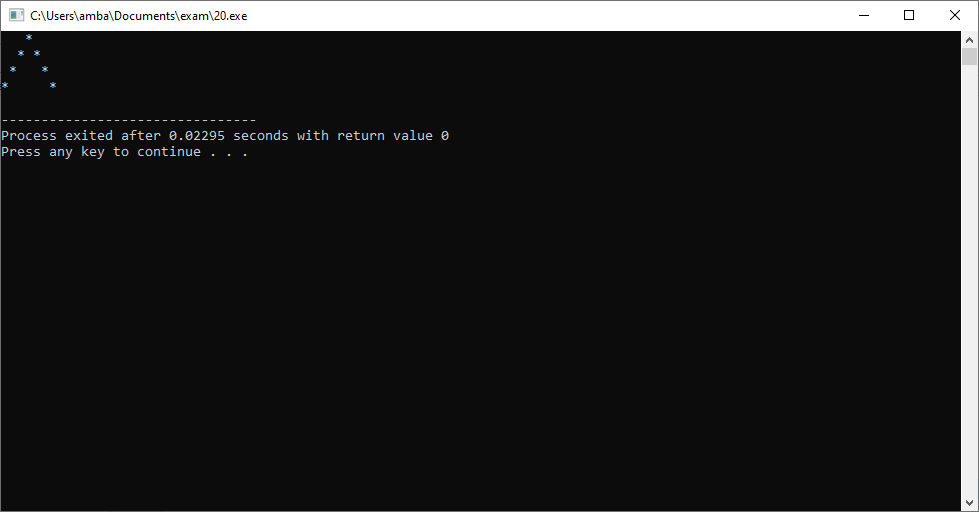 C:\Users\amba\Documents\exam\20.exe
   *
  * *
 *   *
*     *
--------------------------------
Process exited after 0.02295 seconds with return value 0
Press any key to continue . . .